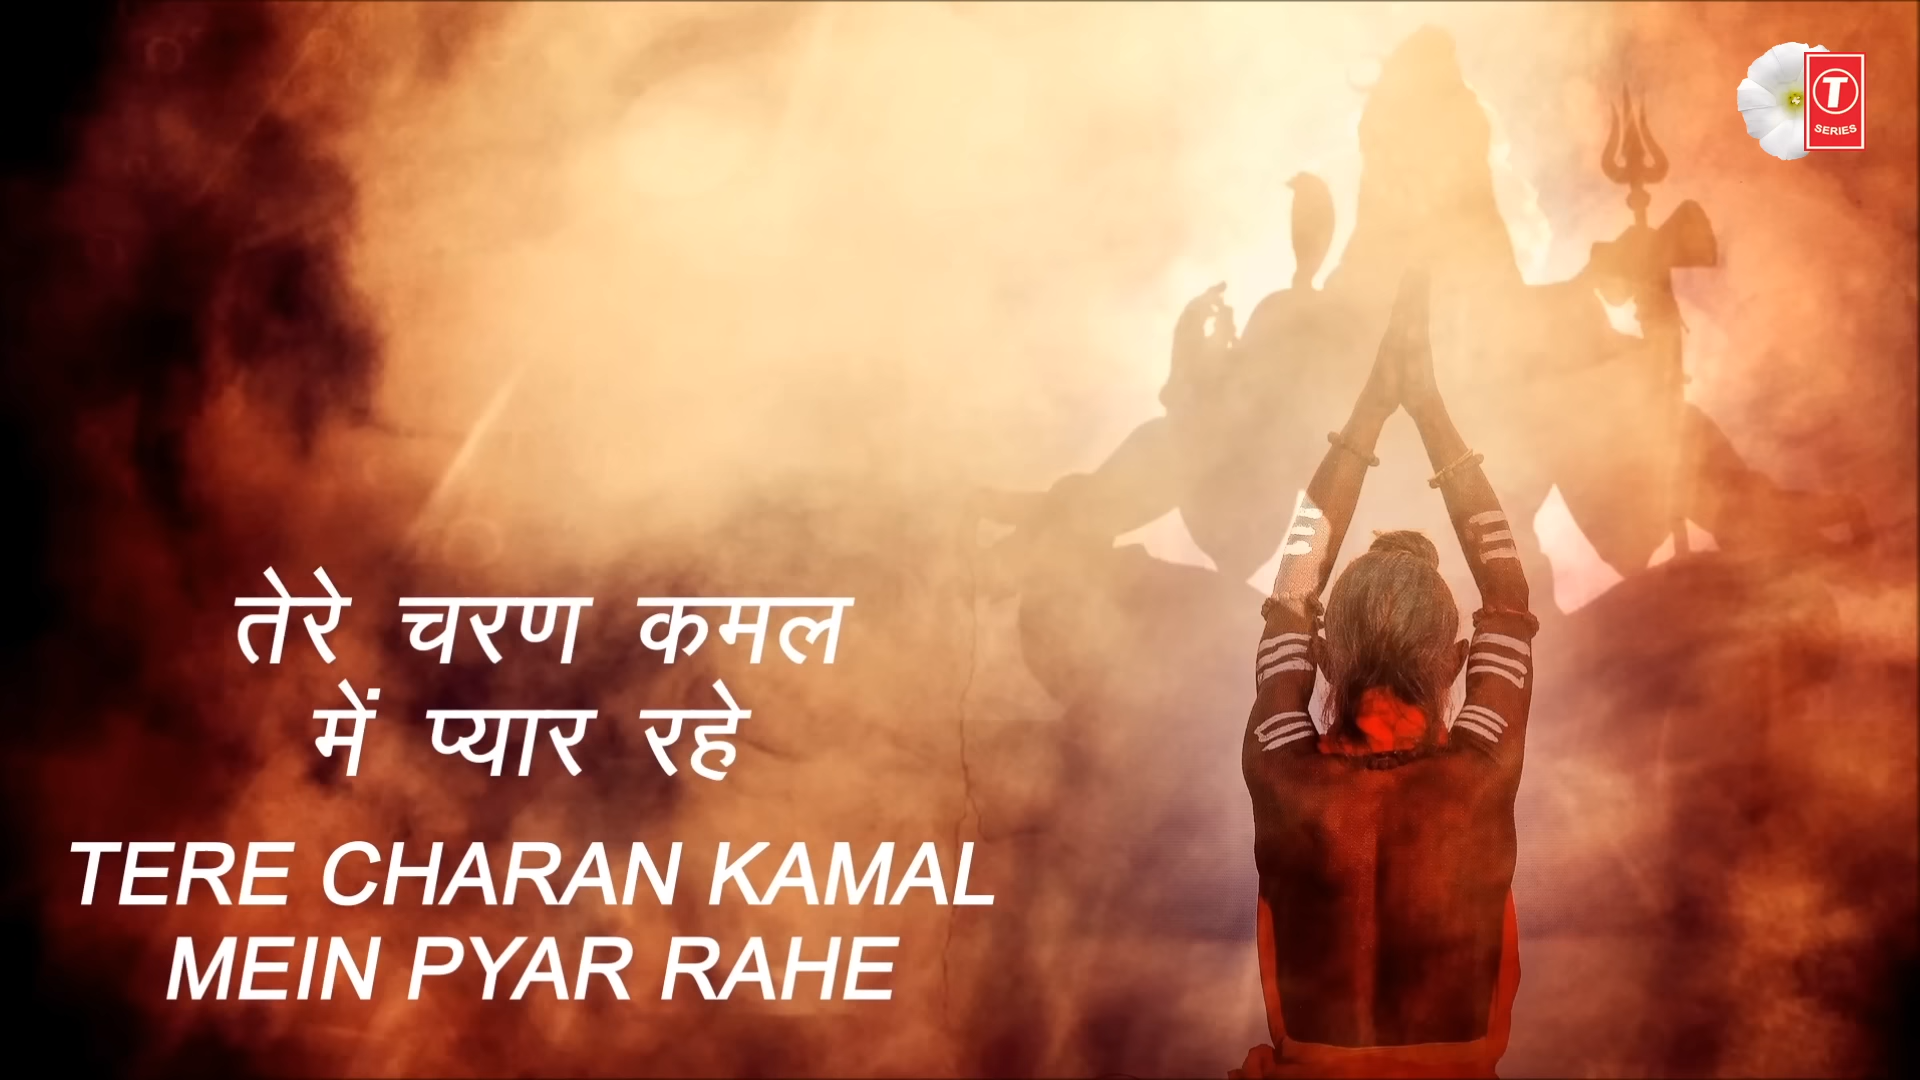 T
SERIES
तेरे चरण कमल
में प्यार रहे
TERE CHARAN KAMAL
MEIN PYAR RAHE